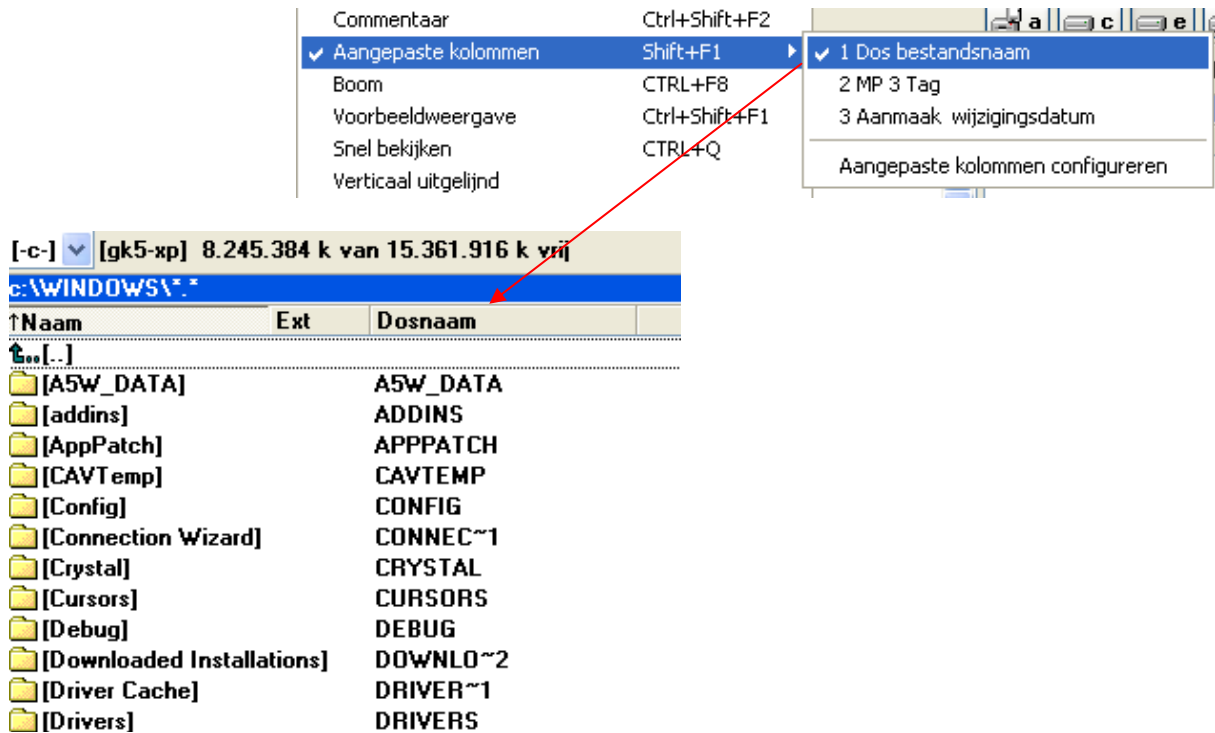 Commentaar Ctrl+Shift+F2
a c e
Aangepaste kolommen Shift+F1
1 Dos bestandsnaam
Boom CTRL+F8
2 MP 3 Tag
Voorbeeldweergave Ctrl+Shift+F1
3 Aanmaak wijzigingsdatum
Snel bekijken CTRL+Q
Aangepaste kolommen configureren
Verticaal uitgelijnd
[-c-] [gk5-xp] 8.245.384 k van 15.361.916 k vrij
c:\WINDOWS\*.*
↑Naam Ext Dosnaam
[..]
[A5W_DATA] A5W_DATA
[addins] ADDINS
[AppPatch] APPPATCH
[CAVTemp] CAVTEMP
[Config] CONFIG
[Connection Wizard] CONNEC~1
[Crystal] CRYSTAL
[Cursors] CURSORS
[Debug] DEBUG
[Downloaded Installations] DOWNLO~2
[Driver Cache] DRIVER~1
[Drivers] DRIVERS